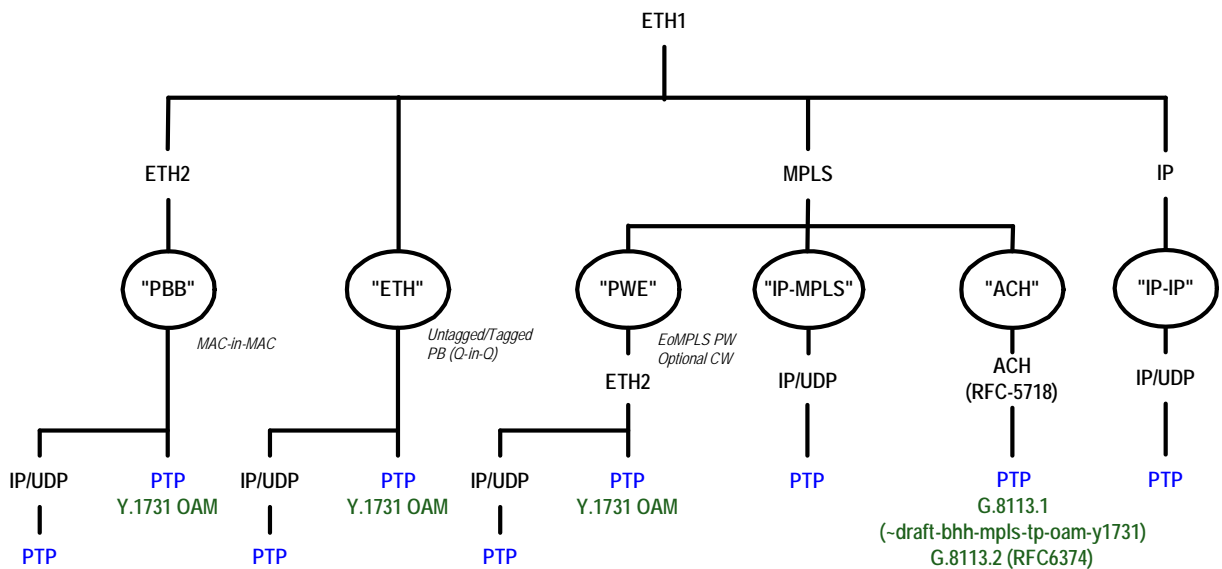 ETH1
ETH2
MPLS
IP
"PBB"
"ETH"
"PWE"
"IP-MPLS"
"ACH"
"IP-IP"
MAC-in-MAC
Untagged/Tagged
PB (Q-in-Q)
EoMPLS PW
Optional CW
ETH2
IP/UDP
ACH
(RFC-5718)
IP/UDP
IP/UDP
PTP
Y.1731 OAM
IP/UDP
PTP
Y.1731 OAM
IP/UDP
PTP
Y.1731 OAM
PTP
PTP
G.8113.1
(~draft-bhh-mpls-tp-oam-y1731)
G.8113.2 (RFC6374)
PTP
PTP
PTP
PTP